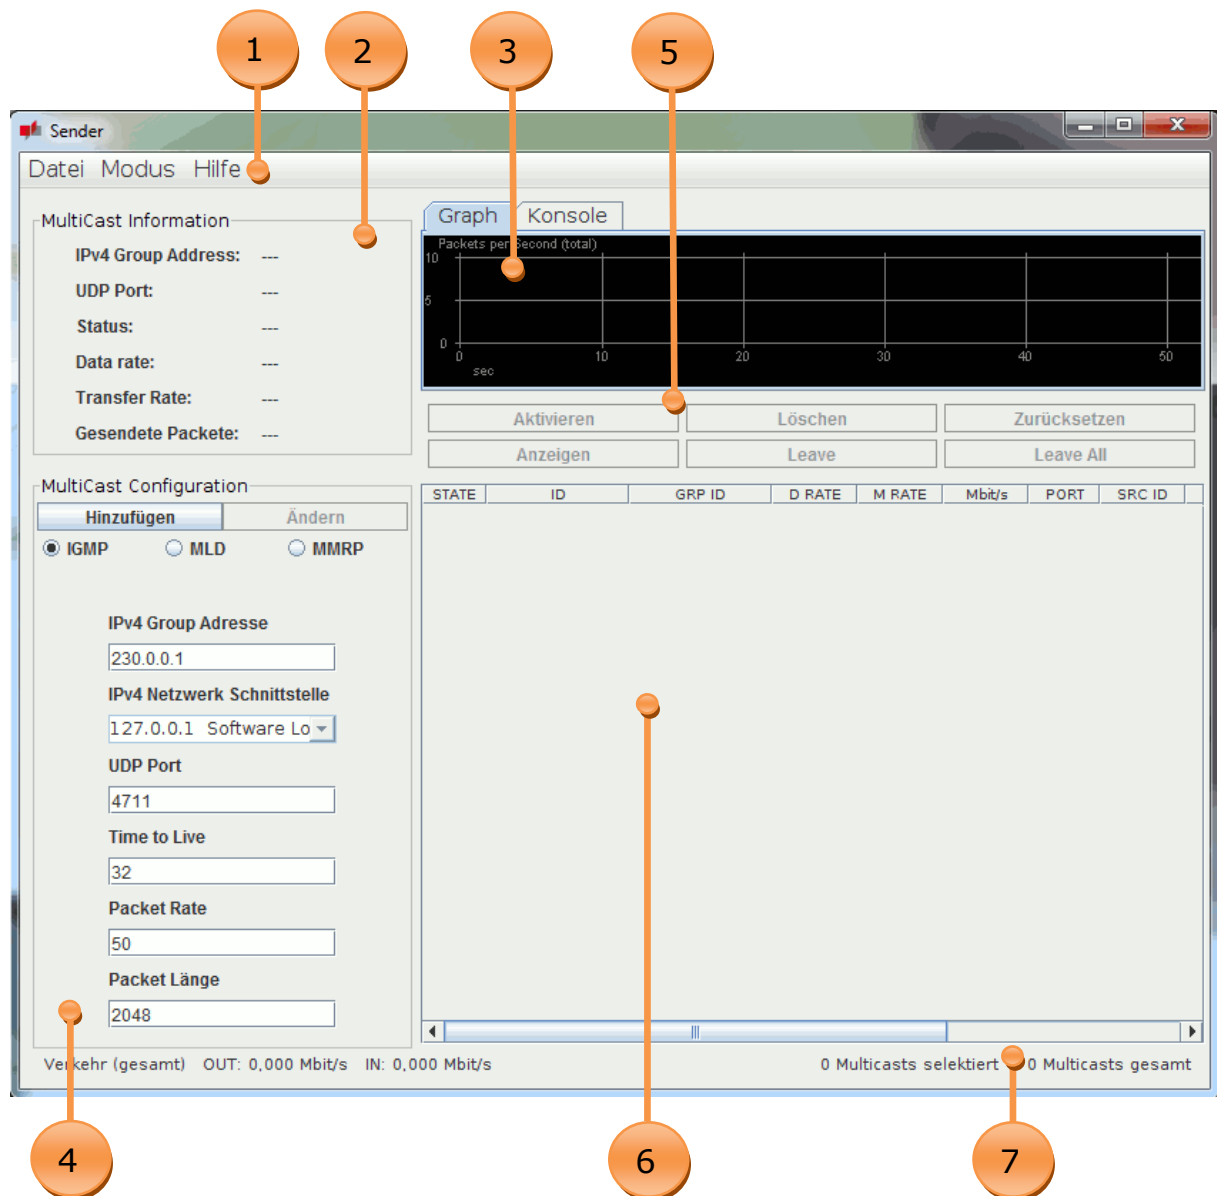 1 2 3 5
Sender
Datei Modus Hilfe
MultiCast Information
IPv4 Group Address: ---
UDP Port: ---
Status: ---
Data rate: ---
Transfer Rate: ---
Gesendete Packete: ---
Graph Konsole
Packets per Second (total)
10
5
0
0 10 20 30 40 50
sec
Aktivieren Löschen Zurücksetzen
Anzeigen Leave Leave All
MultiCast Configuration
Hinzufügen Ändern
IGMP MLD MMRP
IPv4 Group Adresse
230.0.0.1
IPv4 Netzwerk Schnittstelle
127.0.0.1 Software Lo
UDP Port
4711
Time to Live
32
Packet Rate
50
Packet Länge
2048
STATE ID GRP ID D RATE M RATE Mbit/s PORT SRC ID
Verkehr (gesamt) OUT: 0,000 Mbit/s IN: 0,000 Mbit/s
0 Multicasts selektiert 0 Multicasts gesamt
4 6 7